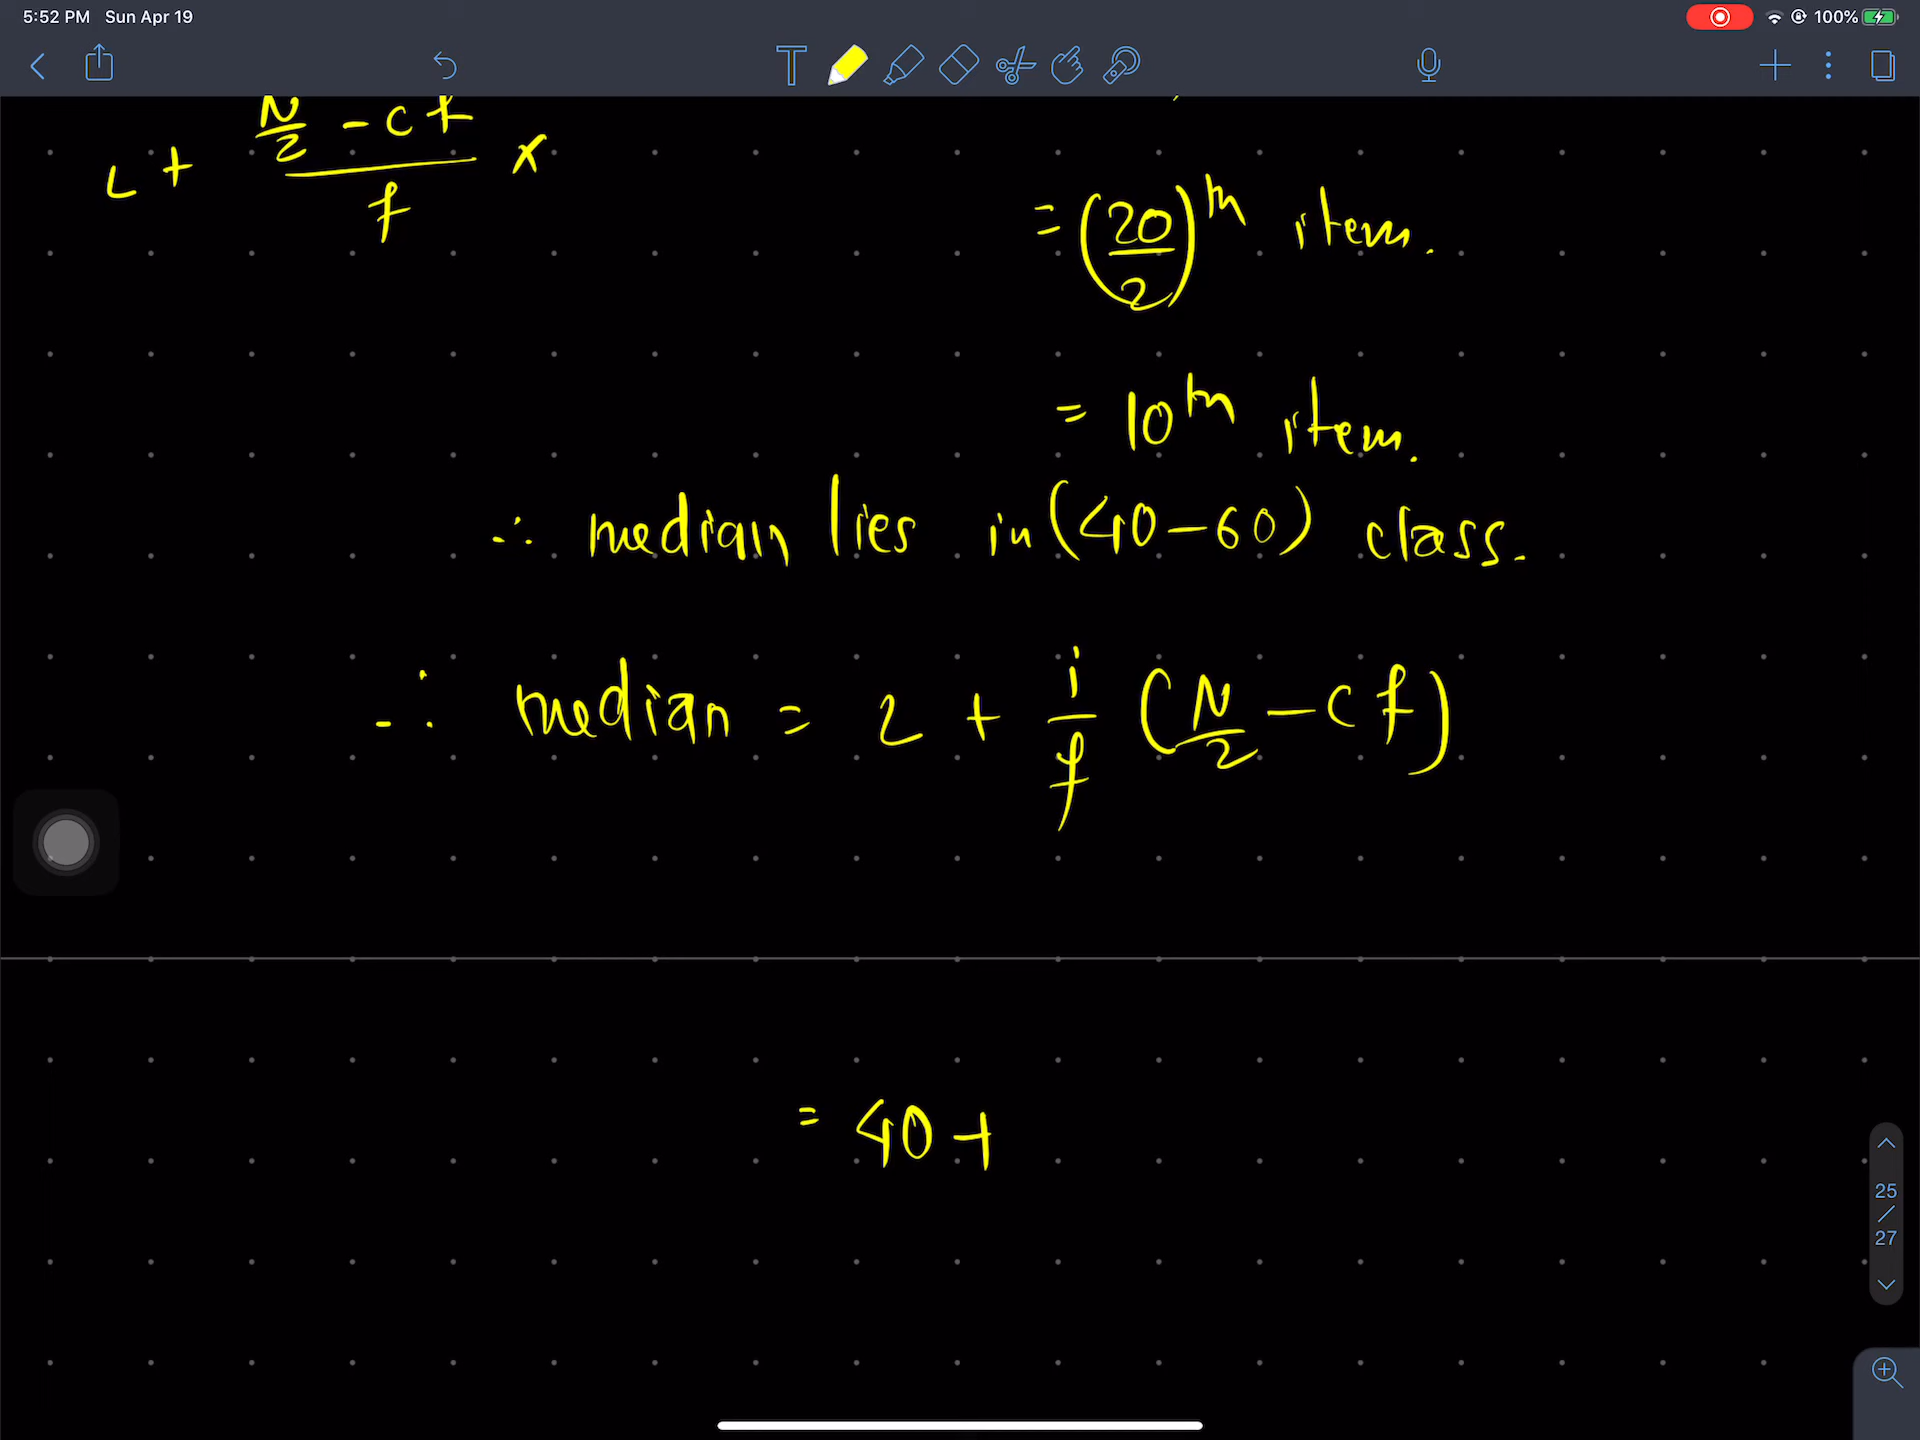 5:52 PM Sun Apr 19
100%
L + (N/2 - cf)/f ×
= (20/2)th item.
= 10th item.
∴ median lies in (40-60) class.
∴ median = L + i/f (N/2 - cf)
= 40 +
25
/
27